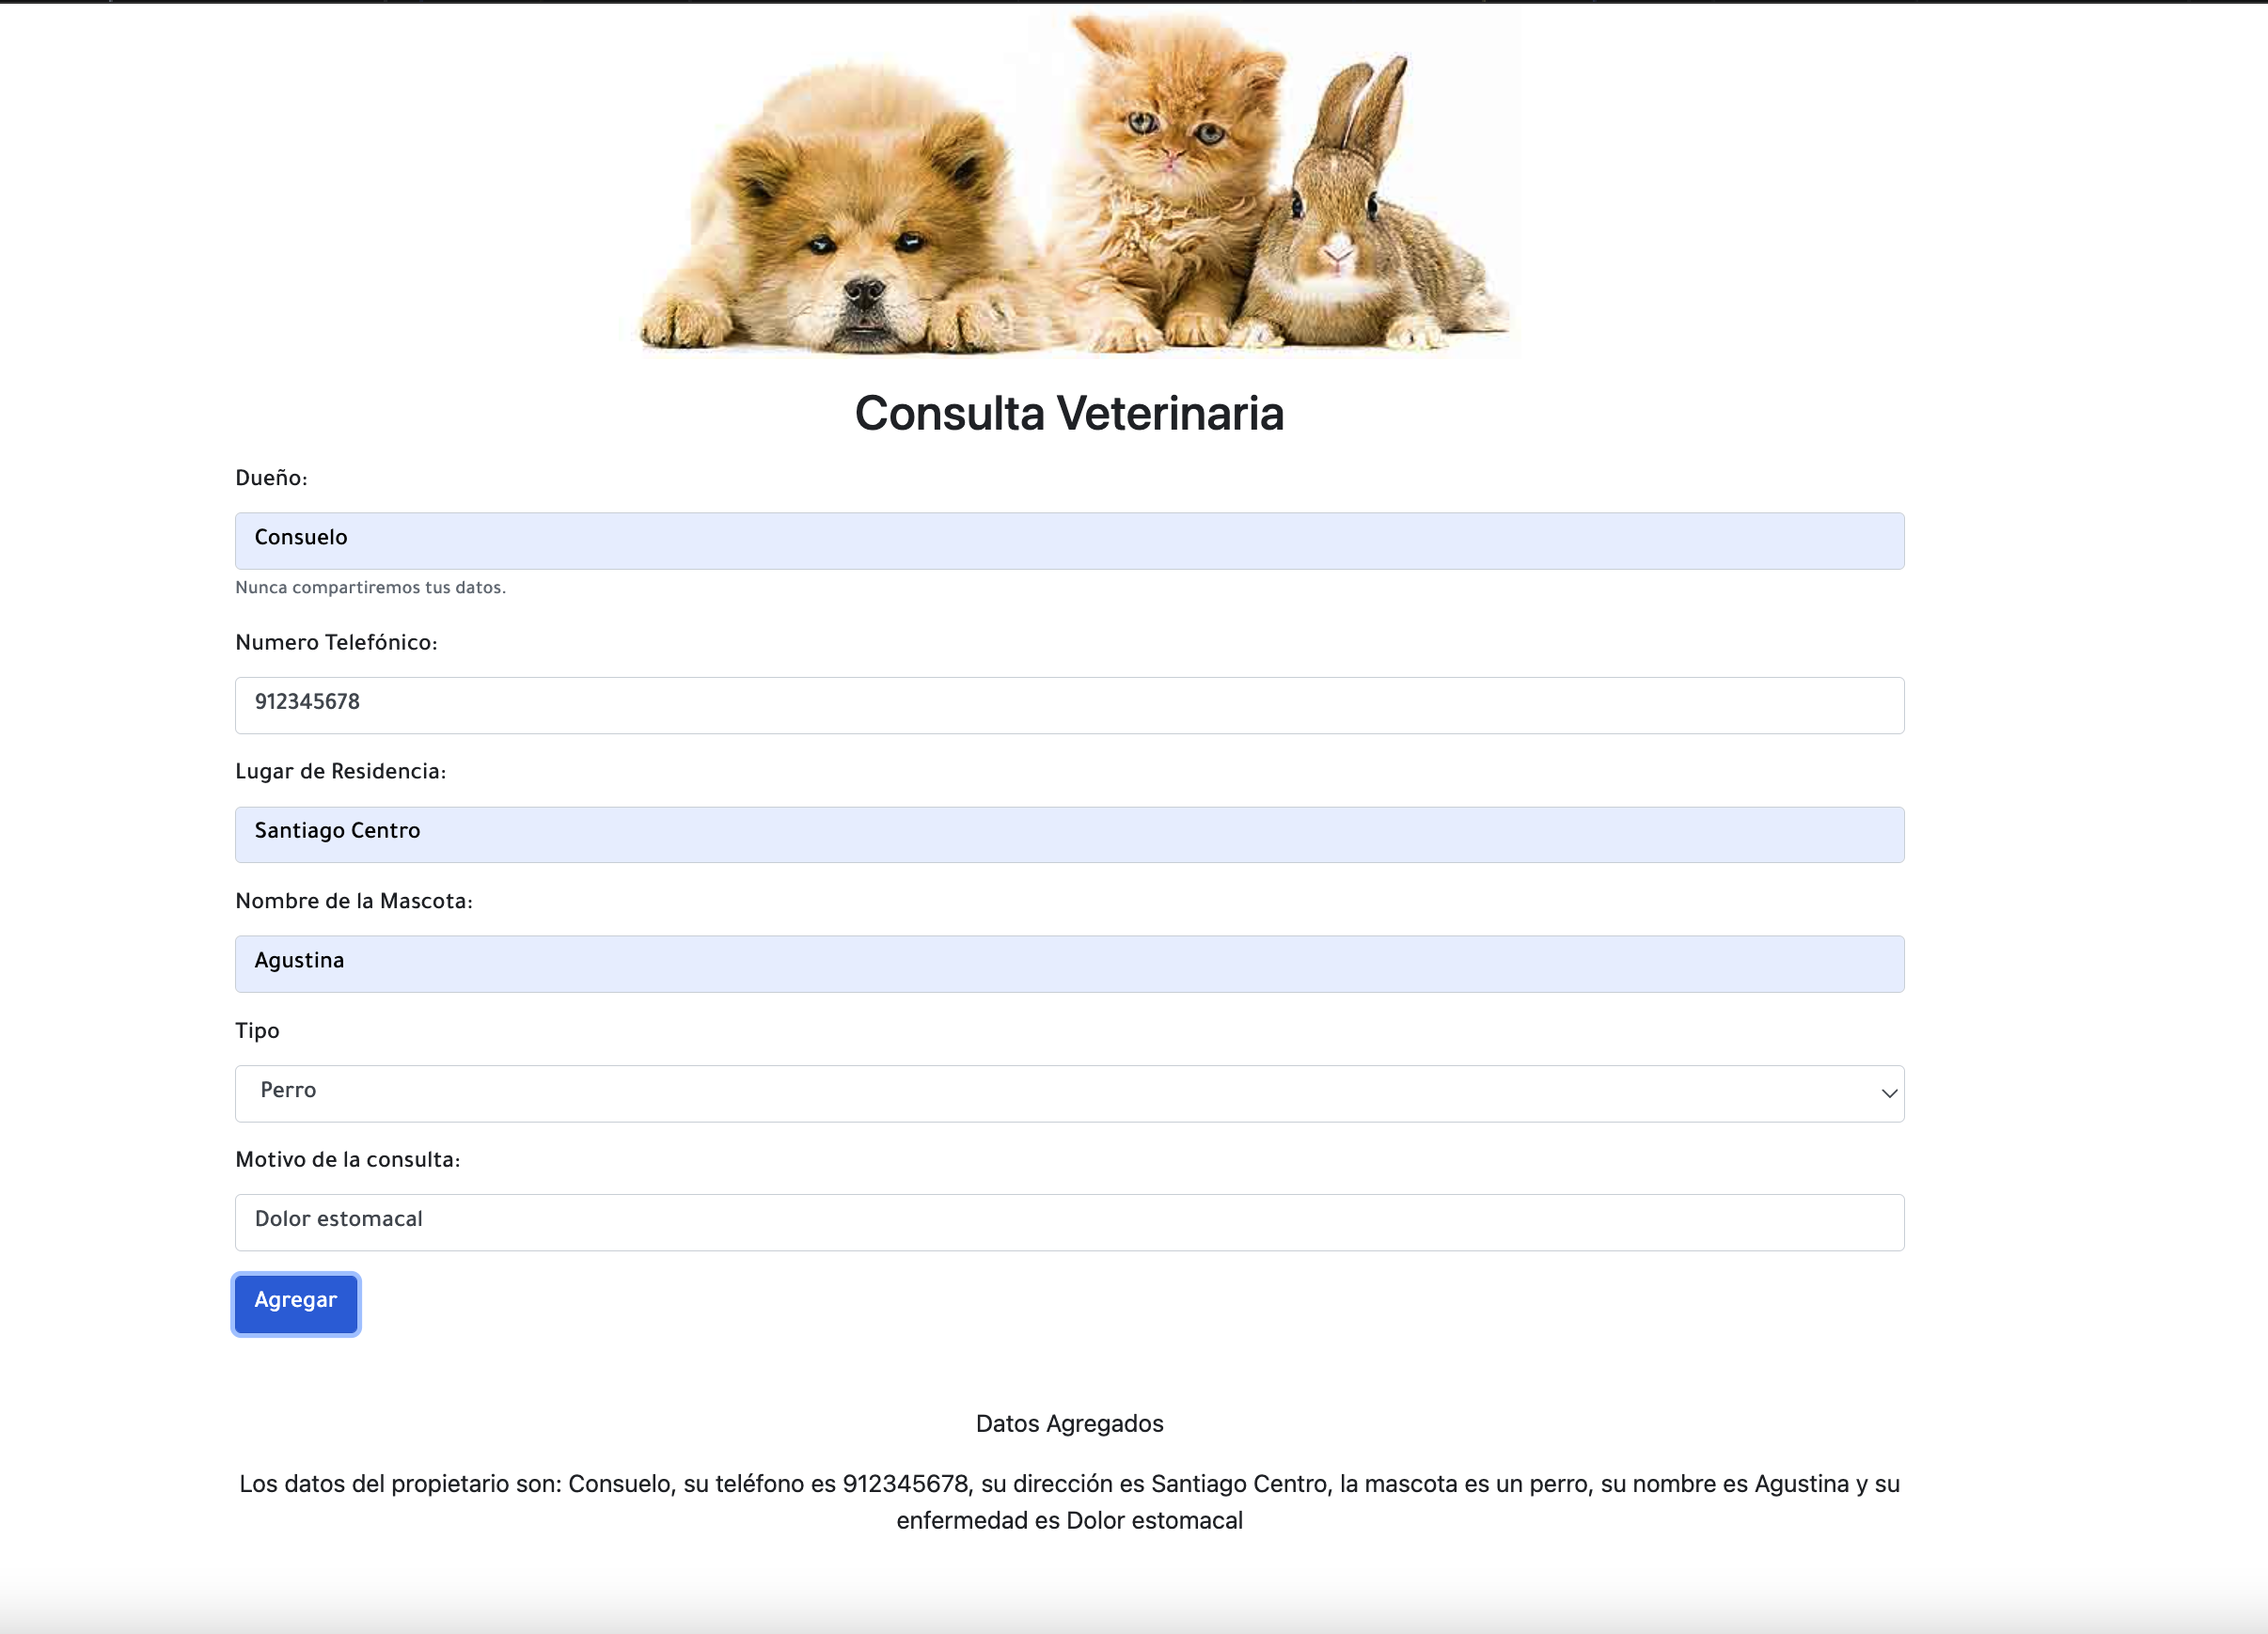 Consulta Veterinaria
Dueño:
Consuelo
Nunca compartiremos tus datos.
Numero Telefónico:
912345678
Lugar de Residencia:
Santiago Centro
Nombre de la Mascota:
Agustina
Tipo
Perro
Motivo de la consulta:
Dolor estomacal
Agregar
Datos Agregados
Los datos del propietario son: Consuelo, su teléfono es 912345678, su dirección es Santiago Centro, la mascota es un perro, su nombre es Agustina y su
enfermedad es Dolor estomacal